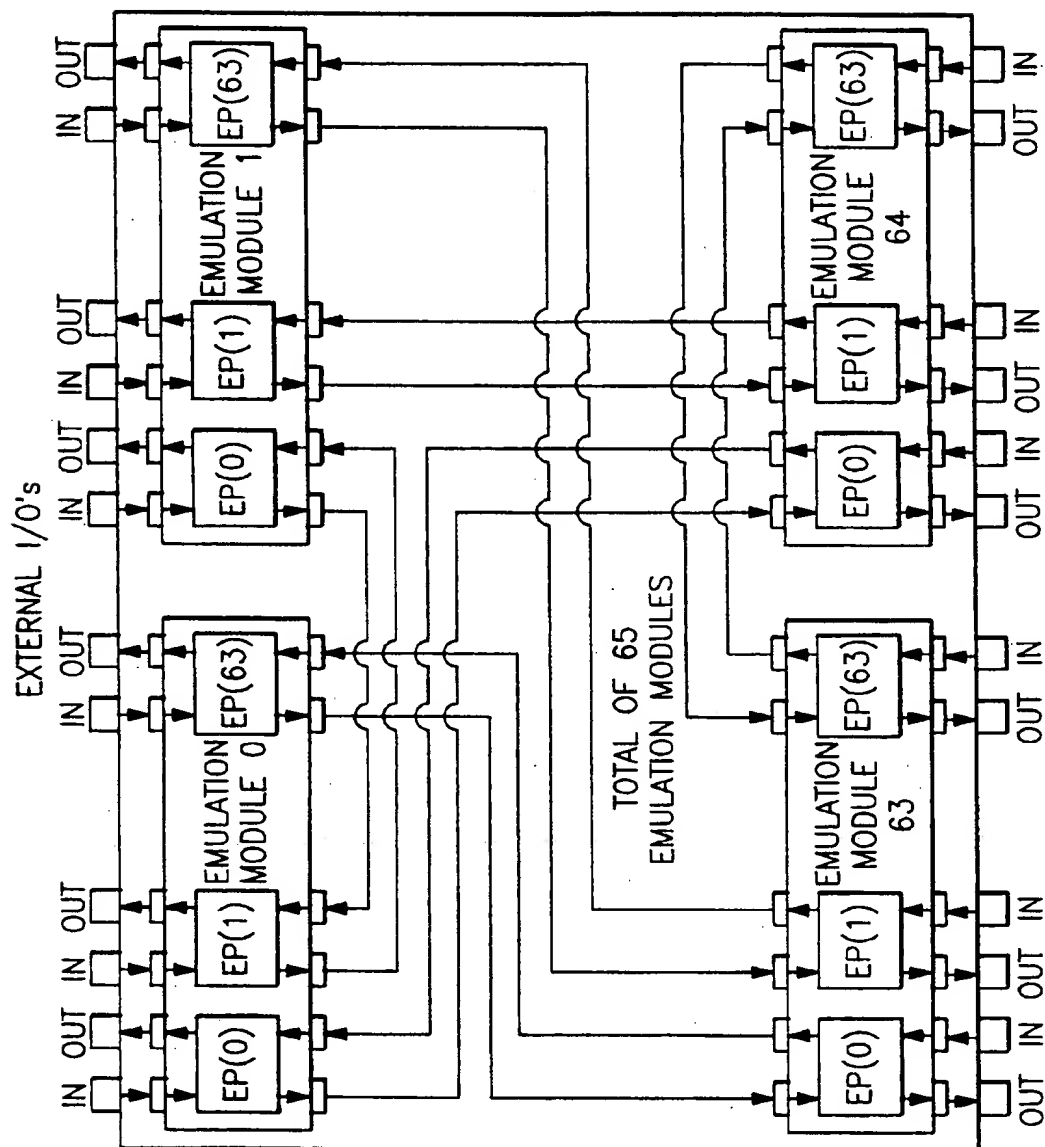 EXTERNAL I/O's
IN
OUT
IN
OUT
IN
OUT
IN
OUT
IN
OUT
IN
OUT
EP(0)
EP(1)
EMULATION
MODULE 0
EP(63)
EP(0)
EP(1)
EMULATION
MODULE 1
EP(63)
TOTAL OF 65
EMULATION MODULES
EP(0)
EP(1)
EMULATION
MODULE
63
EP(63)
EP(0)
EP(1)
EMULATION
MODULE
64
EP(63)
OUT
IN
OUT
IN
OUT
IN
OUT
IN
OUT
IN
OUT
IN